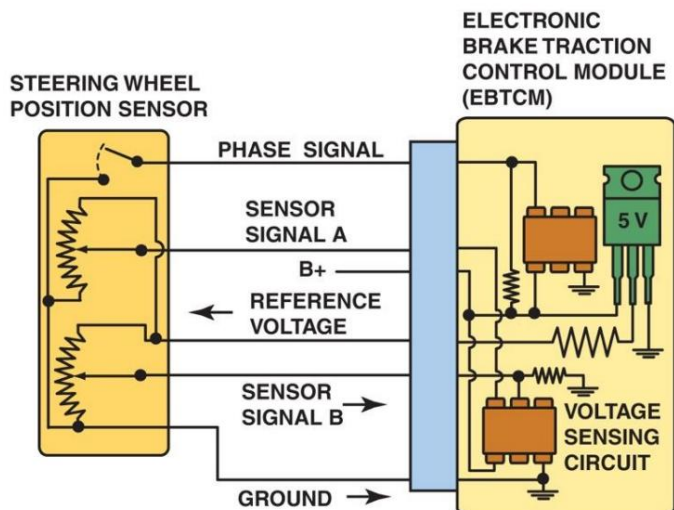 STEERING WHEEL
POSITION SENSOR
ELECTRONIC
BRAKE TRACTION
CONTROL MODULE
(EBTCM)
PHASE SIGNAL
SENSOR
SIGNAL A
B+
REFERENCE
VOLTAGE
SENSOR
SIGNAL B
GROUND
5 V
VOLTAGE
SENSING
CIRCUIT